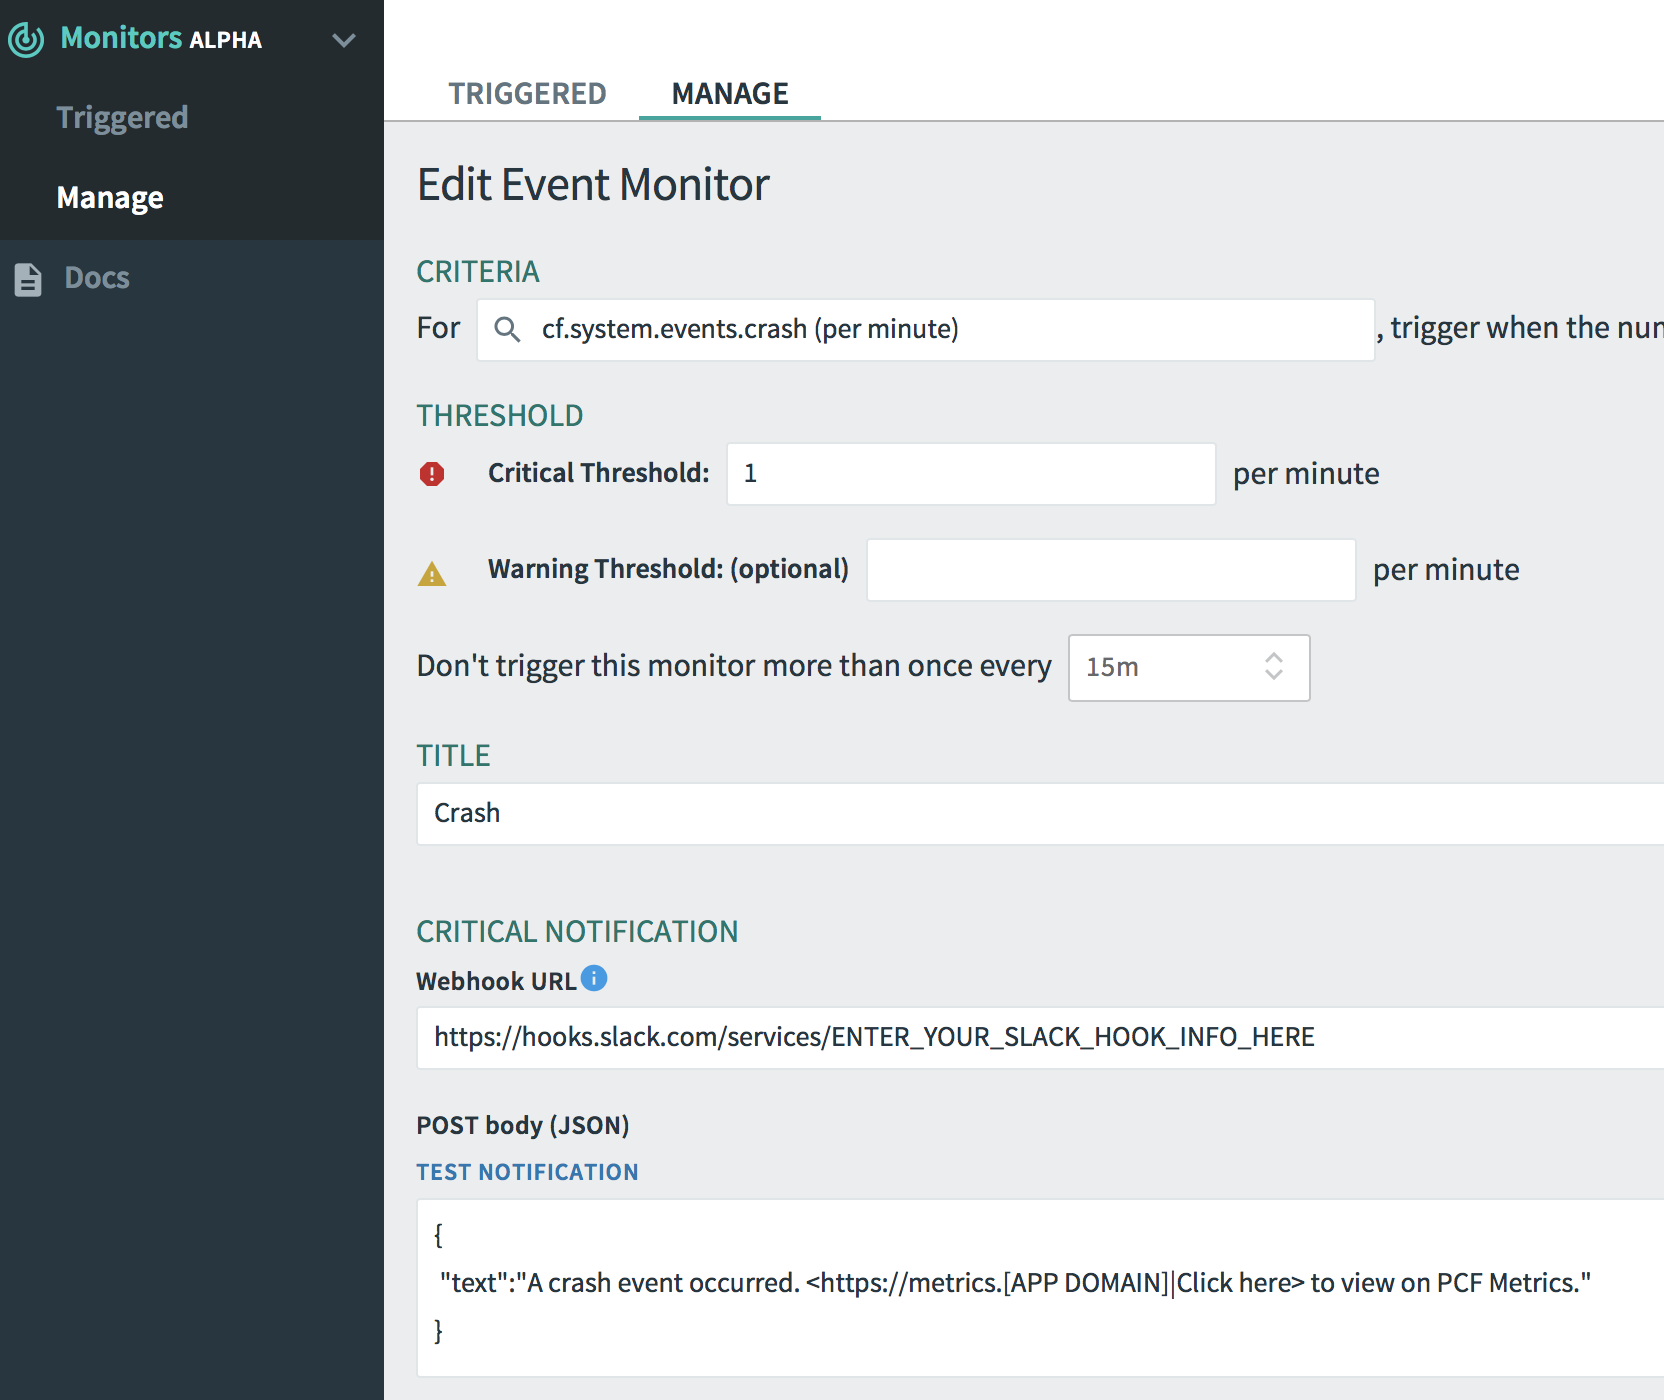 Monitors ALPHA
Triggered
Manage
Docs
TRIGGERED MANAGE
Edit Event Monitor
CRITERIA
For cf.system.events.crash (per minute) , trigger when the
THRESHOLD
Critical Threshold: 1 per minute
Warning Threshold: (optional) per minute
Don't trigger this monitor more than once every 15m
TITLE
Crash
CRITICAL NOTIFICATION
Webhook URL
https://hooks.slack.com/services/ENTER_YOUR_SLACK_HOOK_INFO_HERE
POST body (JSON)
TEST NOTIFICATION
{
"text":"A crash event occurred. <https://metrics.[APP DOMAIN]|Click here> to view on PCF Metrics."
}